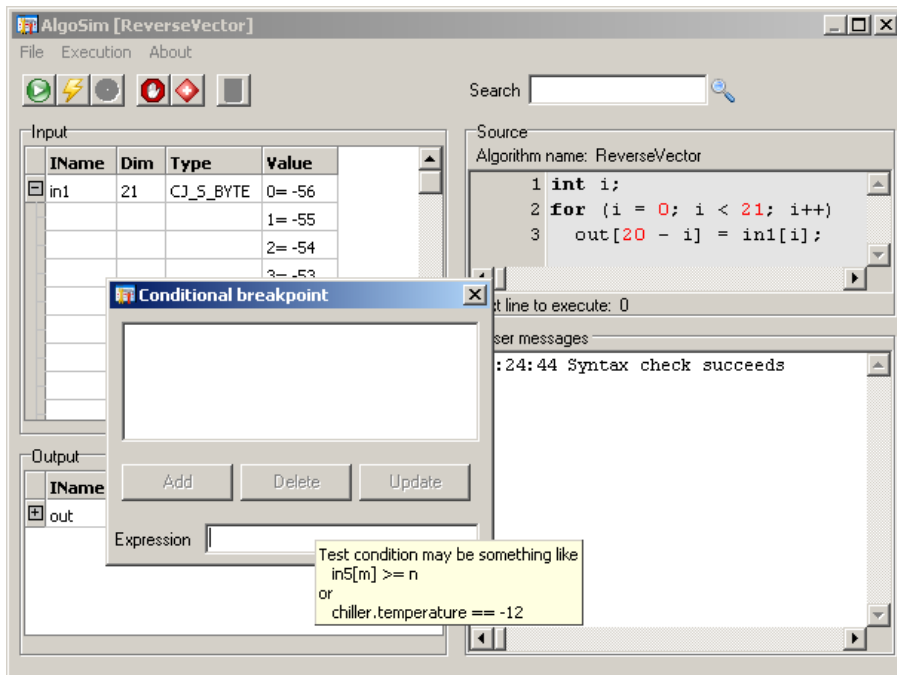 AlgoSim [ReverseVector]
File Execution About
Search
Input
IName Dim Type Value
in1 21 CJ_S_BYTE 0= -56
1= -55
2= -54
3= -53
Source
Algorithm name: ReverseVector
1 int i;
2 for (i = 0; i < 21; i++)
3 out[20 - i] = in1[i];
t line to execute: 0
ser messages
:24:44 Syntax check succeeds
Output
IName
out
Conditional breakpoint
Add Delete Update
Expression
Test condition may be something like
in5[m] >= n
or
chiller.temperature == -12